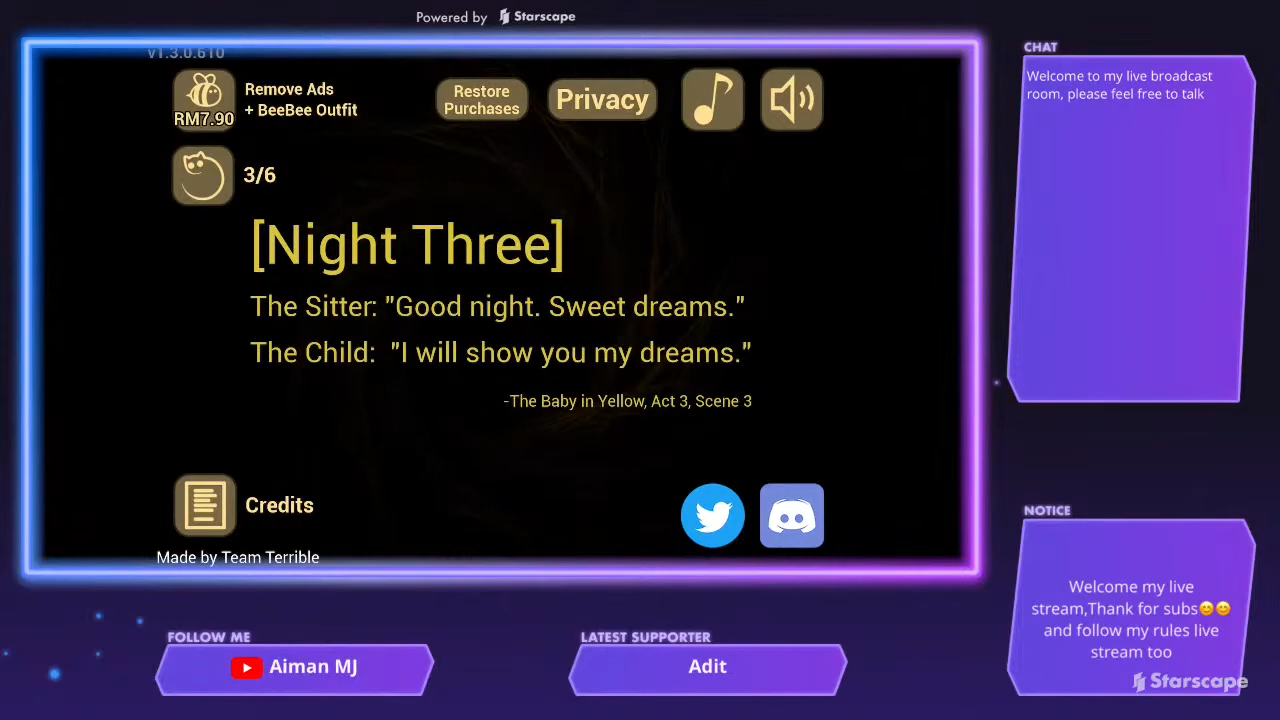 Powered by Starscape
v1.3.0.610
RM7.90
Remove Ads
+ BeeBee Outfit
Restore
Purchases
Privacy
3/6
[Night Three]
The Sitter: "Good night. Sweet dreams."
The Child: "I will show you my dreams."
-The Baby in Yellow, Act 3, Scene 3
Credits
Made by Team Terrible
CHAT
Welcome to my live broadcast
room, please feel free to talk
NOTICE
Welcome my live
stream,Thank for subs😊😊
and follow my rules live
stream too
Starscape
FOLLOW ME
Aiman MJ
LATEST SUPPORTER
Adit